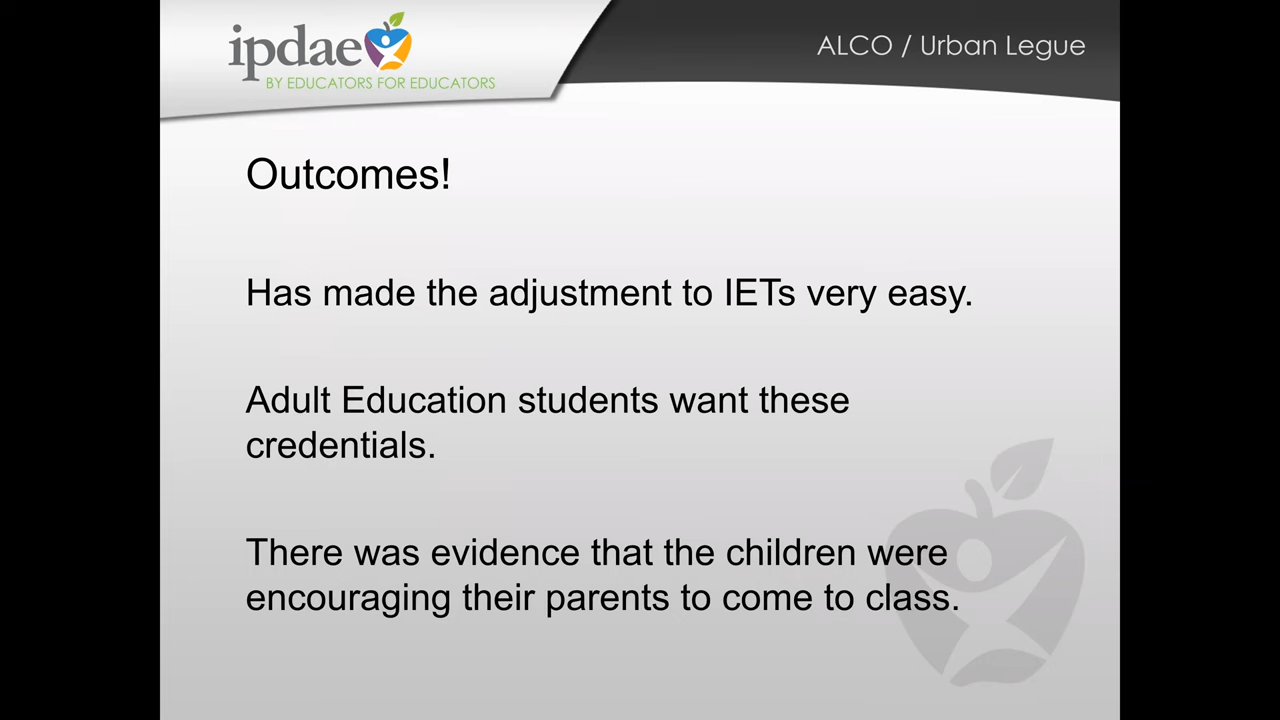 ipdae
BY EDUCATORS FOR EDUCATORS
ALCO / Urban Legue
Outcomes!
Has made the adjustment to IETs very easy.
Adult Education students want these
credentials.
There was evidence that the children were
encouraging their parents to come to class.